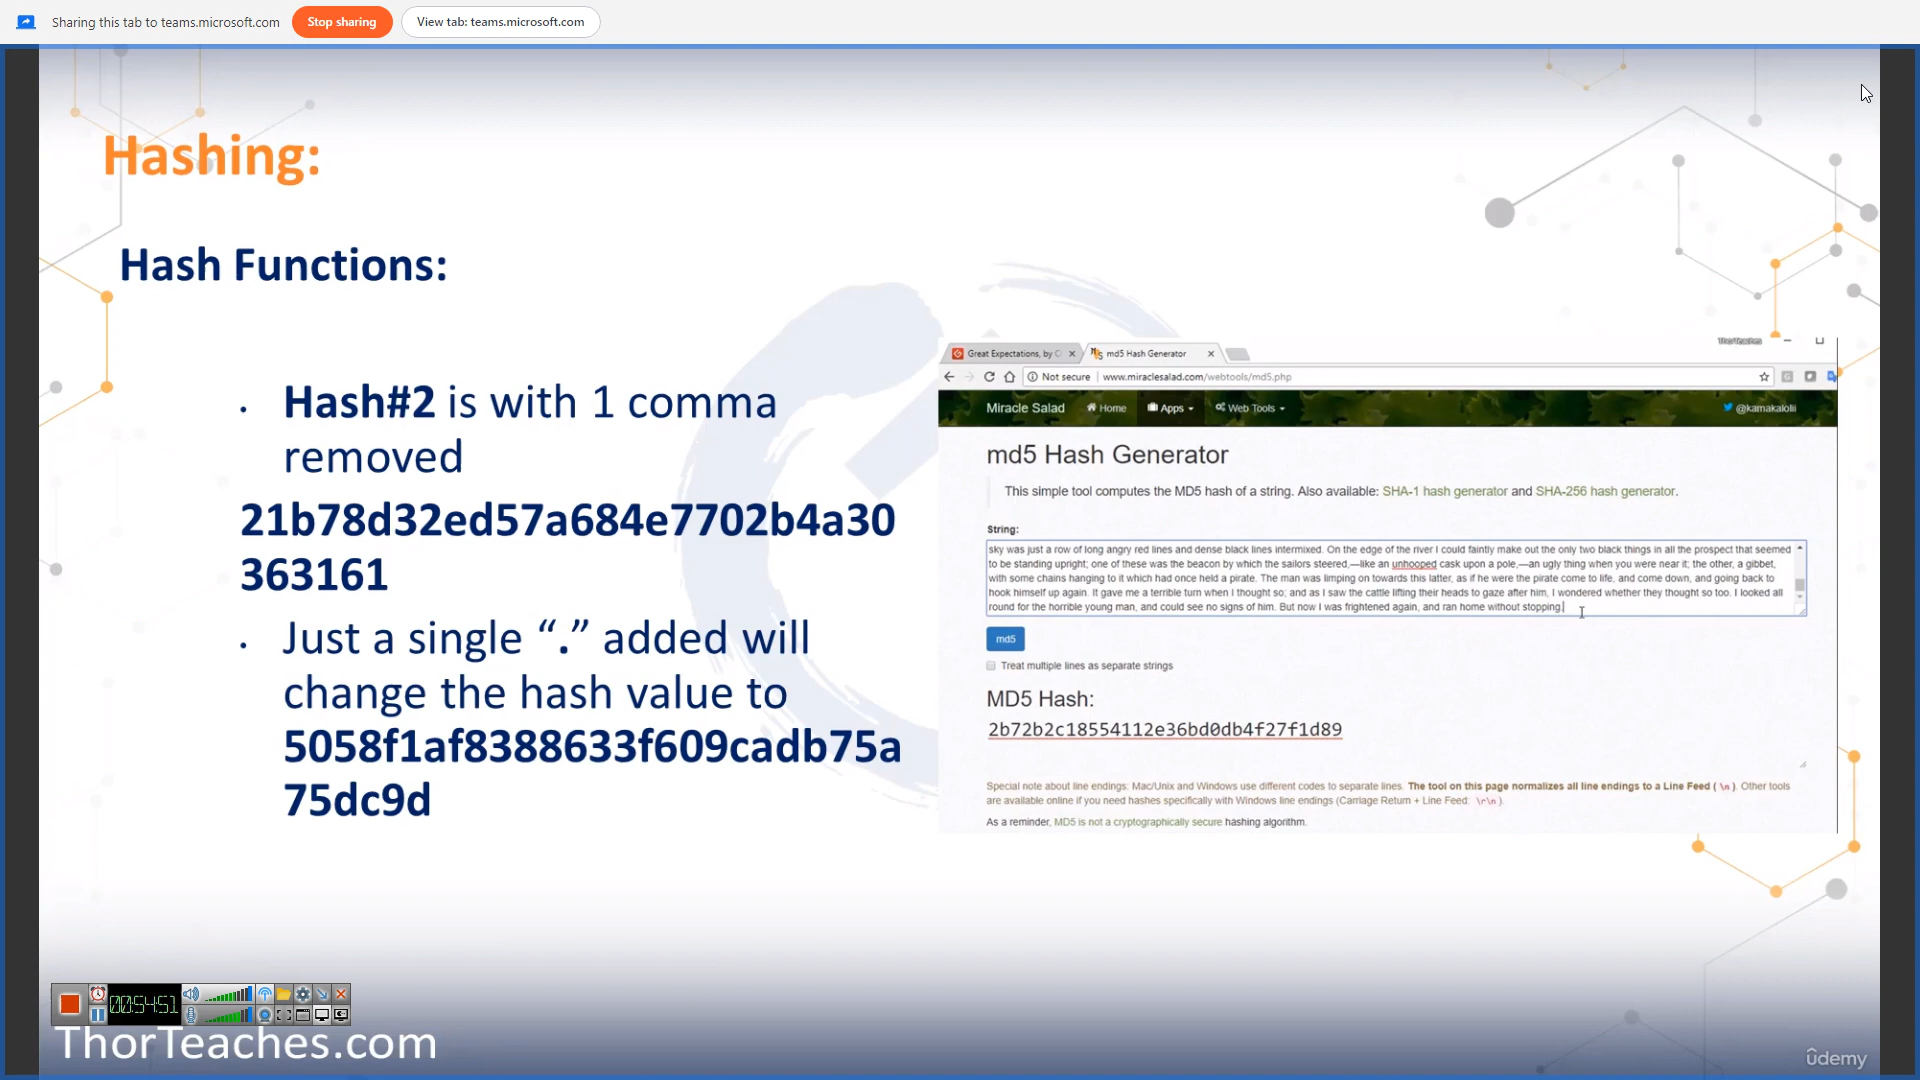 Sharing this tab to teams.microsoft.com
Stop sharing
View tab: teams.microsoft.com
Hashing:
Hash Functions:
• Hash#2 is with 1 comma
removed
21b78d32ed57a684e7702b4a30
363161
• Just a single “.” added will
change the hash value to
5058f1af8388633f609cadb75a
75dc9d
ThorTeaches
Great Expectations, by C
md5 Hash Generator
Not secure | www.miraclesalad.com/webtools/md5.php
Miracle Salad
Home
Apps
Web Tools
@kamakalolii
md5 Hash Generator
This simple tool computes the MD5 hash of a string. Also available: SHA-1 hash generator and SHA-256 hash generator.
String:
sky was just a row of long angry red lines and dense black lines intermixed. On the edge of the river I could faintly make out the only two black things in all the prospect that seemed
to be standing upright; one of these was the beacon by which the sailors steered,—like an unhooped cask upon a pole,—an ugly thing when you were near it; the other, a gibbet,
with some chains hanging to it which had once held a pirate. The man was limping on towards this latter, as if he were the pirate come to life, and come down, and going back to
hook himself up again. It gave me a terrible turn when I thought so; and as I saw the cattle lifting their heads to gaze after him, I wondered whether they thought so too. I looked all
round for the horrible young man, and could see no signs of him. But now I was frightened again, and ran home without stopping.
md5
Treat multiple lines as separate strings
MD5 Hash:
2b72b2c18554112e36bd0db4f27f1d89
Special note about line endings: Mac/Unix and Windows use different codes to separate lines. The tool on this page normalizes all line endings to a Line Feed ( \n ). Other tools
are available online if you need hashes specifically with Windows line endings (Carriage Return + Line Feed: \r\n ).
As a reminder, MD5 is not a cryptographically secure hashing algorithm.
00:54:51
ThorTeaches.com
ûdemy